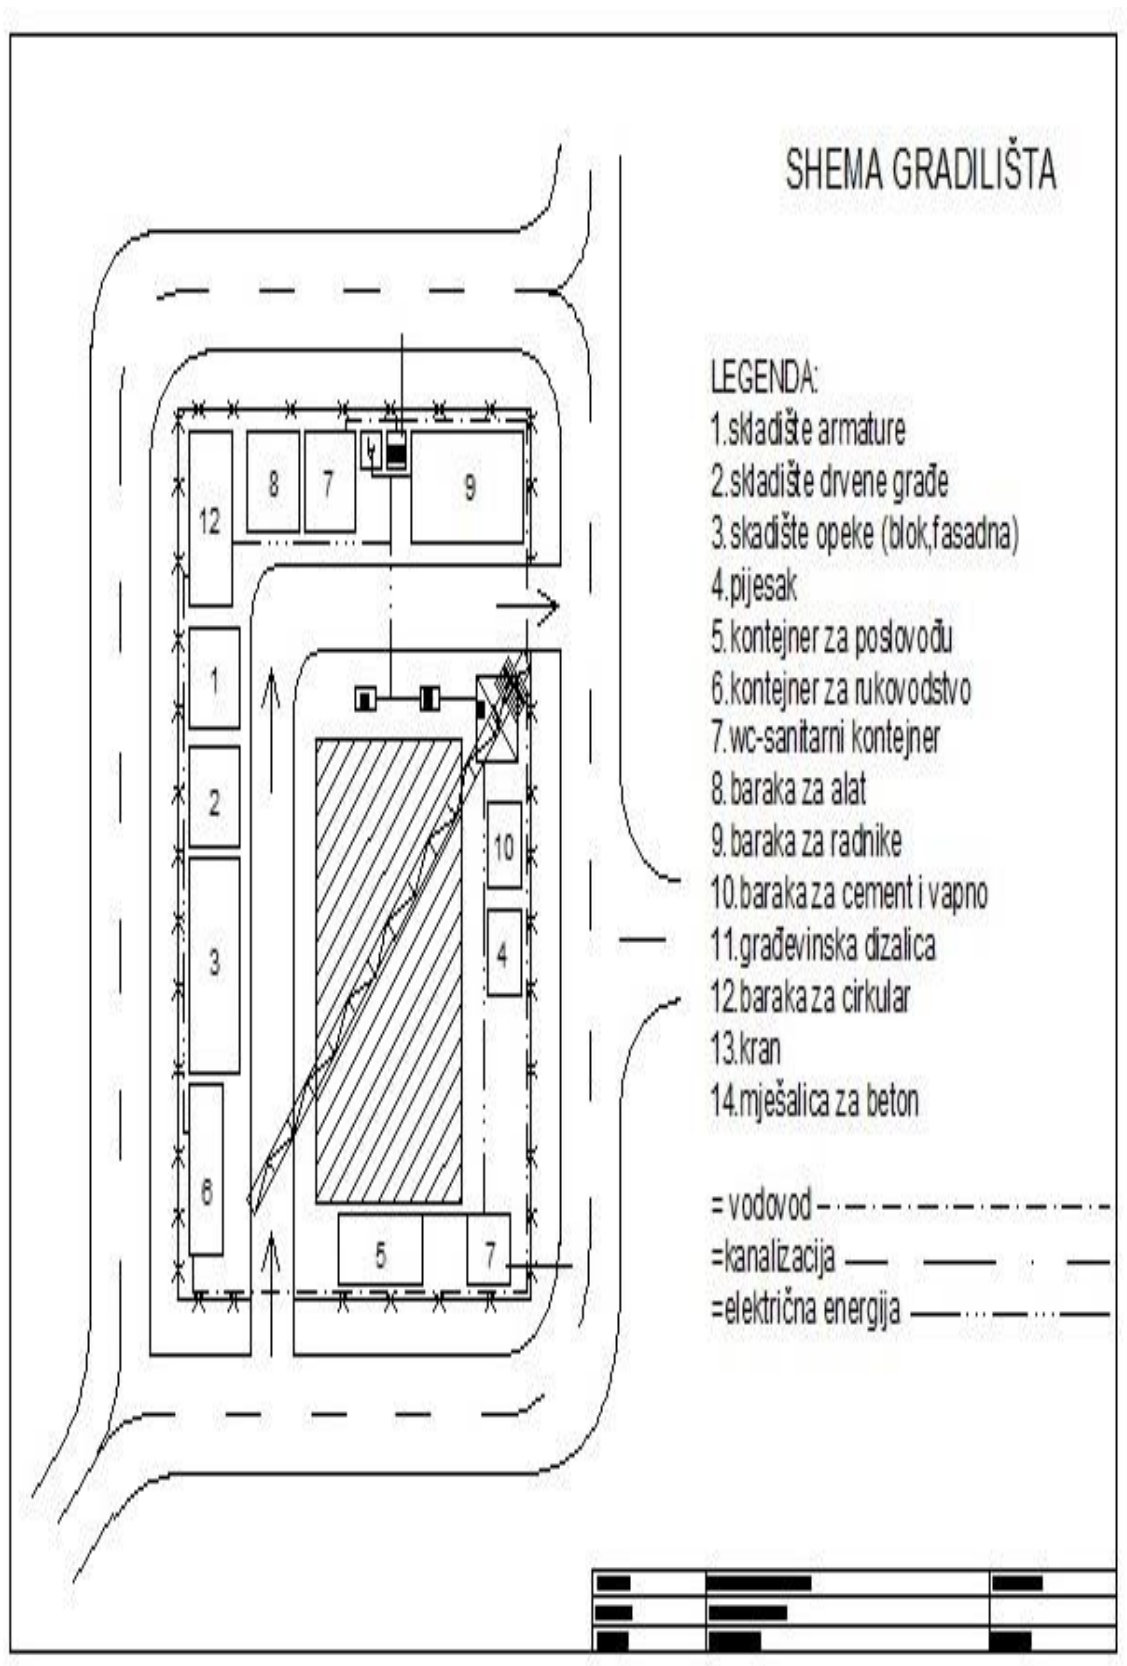 SHEMA GRADILIŠTA
LEGENDA:
1.skladište armature
2.skladište drvene građe
3.skadište opeke (blok,fasadna)
4.pijesak
5.kontejner za poslovođu
6.kontejner za rukovodstvo
7.wc-sanitarni kontejner
8.baraka za alat
9.baraka za radnike
10.baraka za cement i vapno
11.građevinska dizalica
12.baraka za cirkular
13.kran
14.mješalica za beton
= vodovod
=kanalizacija
=električna energija
12
8
7
9
1
2
10
3
4
6
5
7